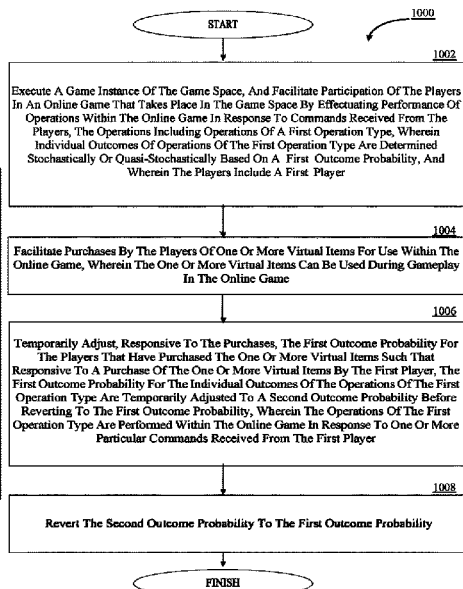 START
1000
1002
Execute A Game Instance Of The Game Space, And Facilitate Participation Of The Players
In An Online Game That Takes Place In The Game Space By Effectuating Performance Of
Operations Within The Online Game In Response To Commands Received From The
Players, The Operations Including Operations Of A First Operation Type, Wherein
Individual Outcomes Of Operations Of The First Operation Type Are Determined
Stochastically Or Quasi-Stochastically Based On A First Outcome Probability, And
Wherein The Players Include A First Player
1004
Facilitate Purchases By The Players Of One Or More Virtual Items For Use Within The
Online Game, Wherein The One Or More Virtual Items Can Be Used During Gameplay
In The Online Game
1006
Temporarily Adjust, Responsive To The Purchases, The First Outcome Probability For
The Players That Have Purchased The One Or More Virtual Items Such That
Responsive To A Purchase Of The One Or More Virtual Items By The First Player, The
First Outcome Probability For The Individual Outcomes Of The Operations Of The First
Operation Type Are Temporarily Adjusted To A Second Outcome Probability Before
Reverting To The First Outcome Probability, Wherein The Operations Of The First
Operation Type Are Performed Within The Online Game In Response To One Or More
Particular Commands Received From The First Player
1008
Revert The Second Outcome Probability To The First Outcome Probability
FINISH